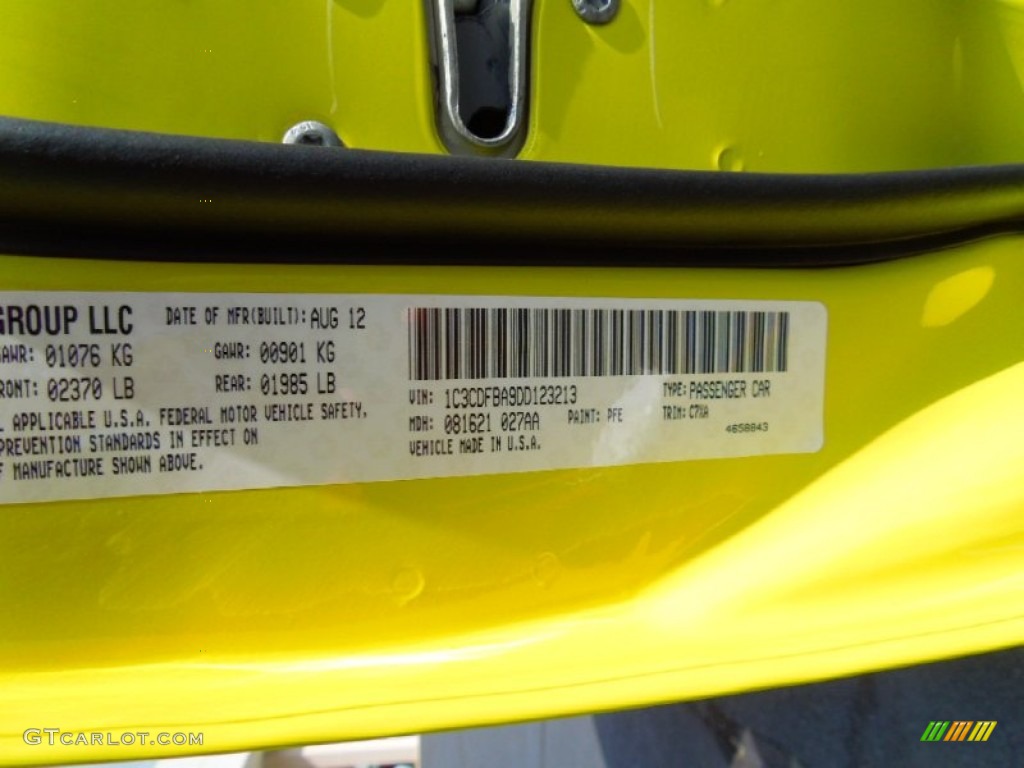 GROUP LLC DATE OF MFR(BUILT): AUG 12
GAWR: 01076 KG GAWR: 00901 KG
FRONT: 02370 LB REAR: 01985 LB
APPLICABLE U.S.A. FEDERAL MOTOR VEHICLE SAFETY,
PREVENTION STANDARDS IN EFFECT ON
MANUFACTURE SHOWN ABOVE.
VIN: 1C3CDFBA9DD123213 TYPE: PASSENGER CAR
MDH: 081621 027AA PAINT: PFE TRIM: C7XA
VEHICLE MADE IN U.S.A. 4658843
GTCARLOT.COM